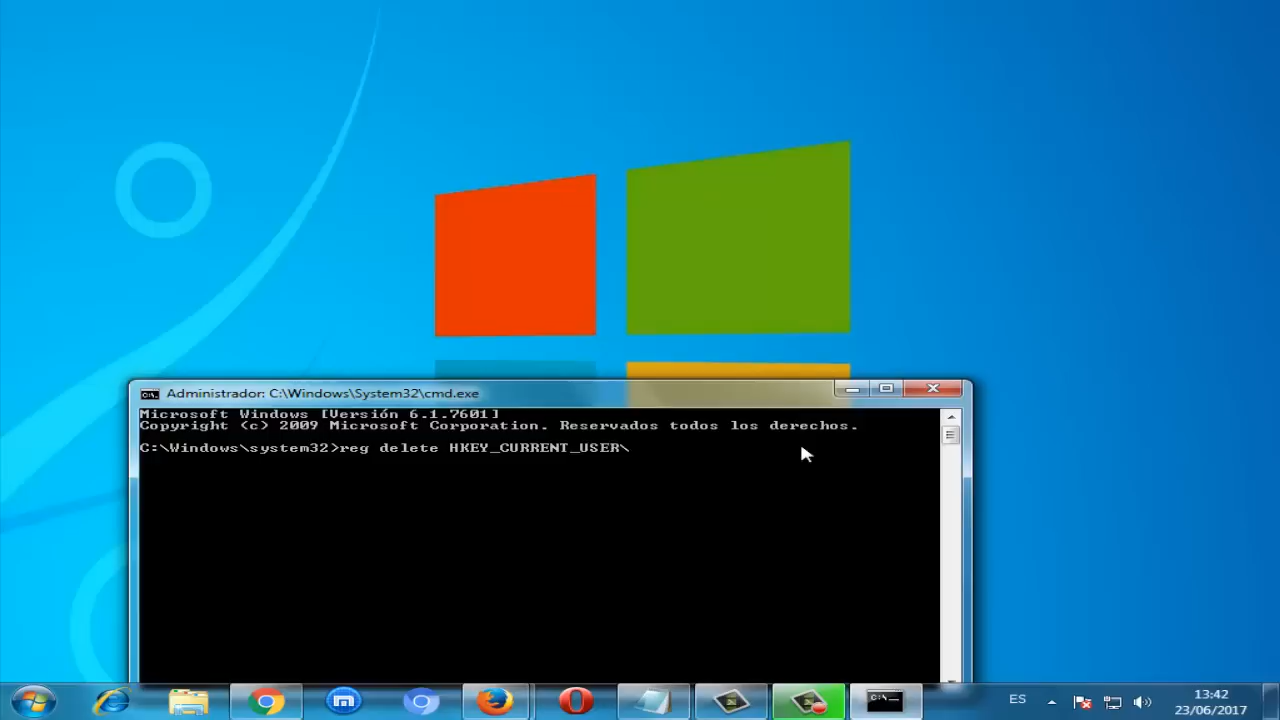 Administrador: C:\Windows\System32\cmd.exe
Microsoft Windows [Versión 6.1.7601]
Copyright (c) 2009 Microsoft Corporation. Reservados todos los derechos.
C:\Windows\system32>reg delete HKEY_CURRENT_USER\
ES
13:42
23/06/2017